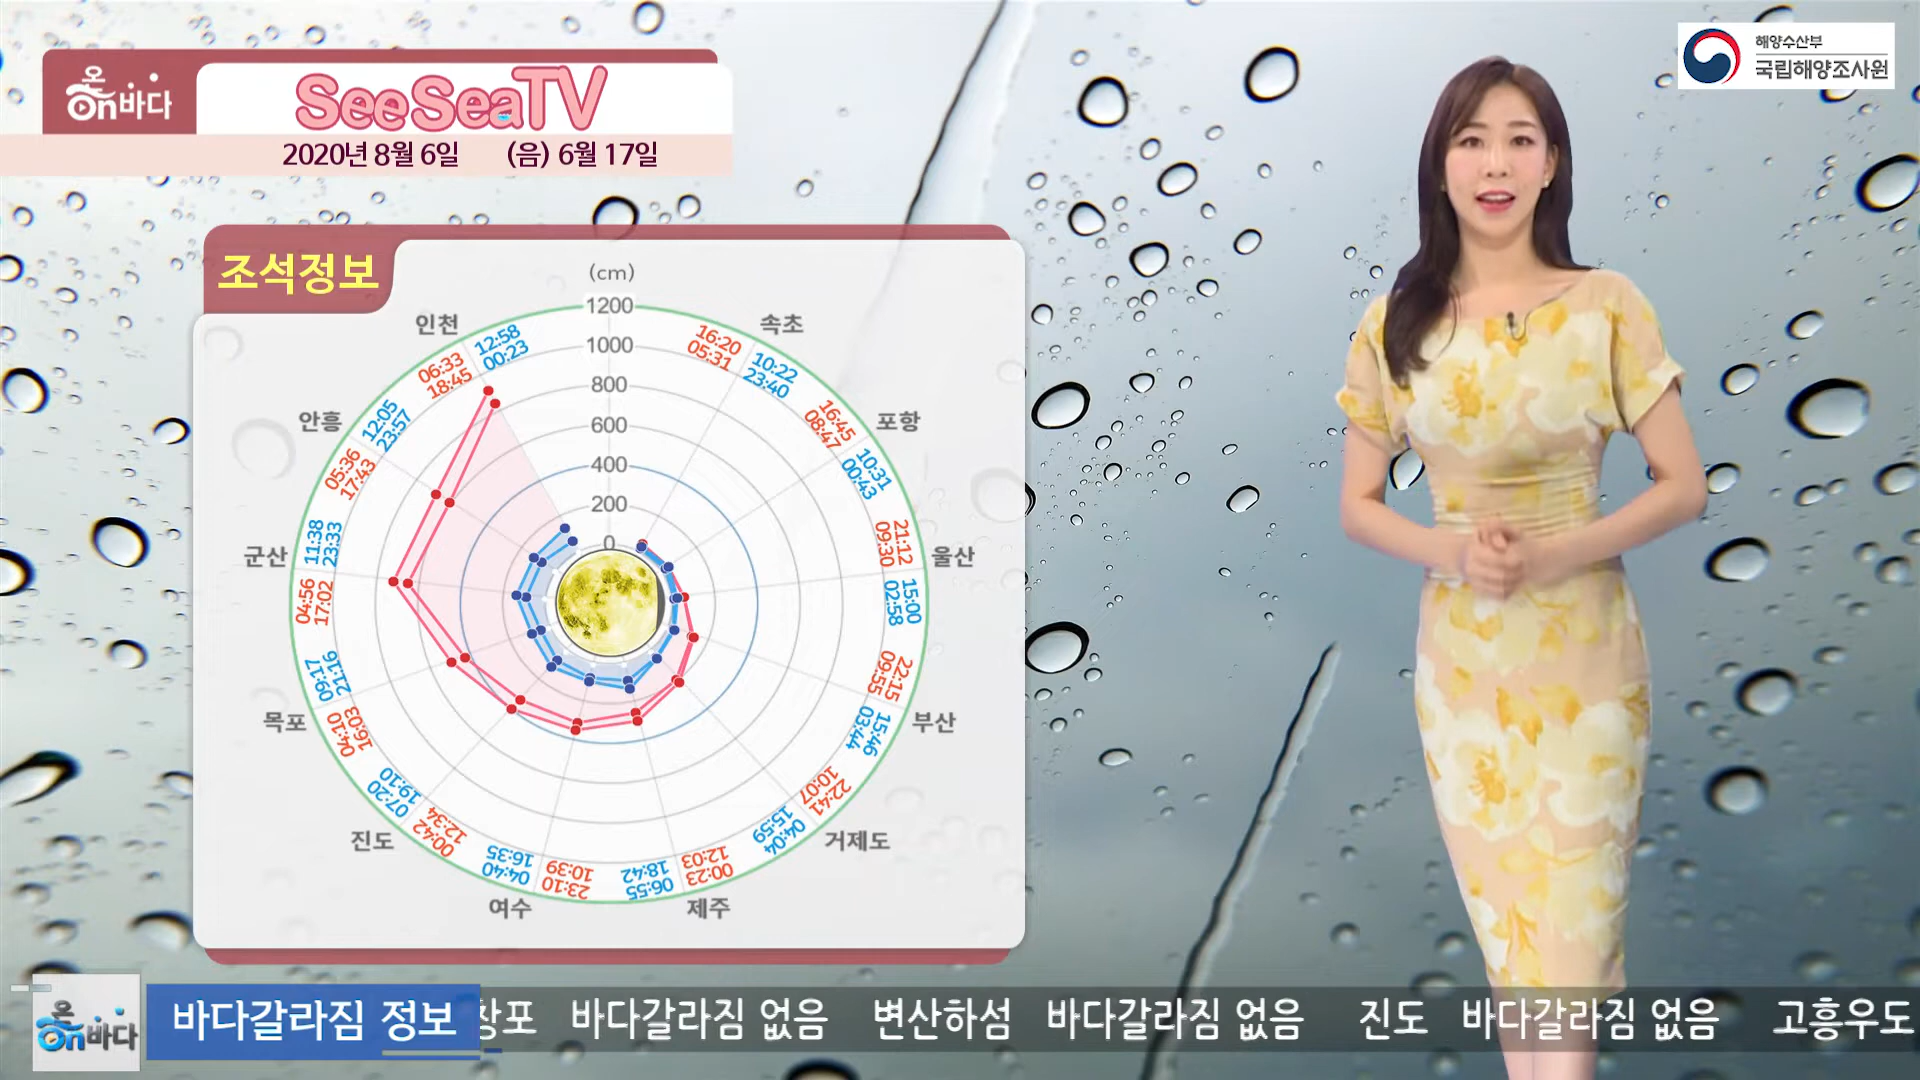 온
On바다
SeeSeaTV
2020년 8월 6일 (음) 6월 17일
해양수산부
국립해양조사원
조석정보
(cm)
1200
1000
800
600
400
200
0
인천
12:58
00:23
06:33
18:45
안흥
12:05
23:57
05:36
17:43
군산
11:38
23:33
04:56
17:02
목포
09:17
21:16
04:10
16:03
진도
07:20
19:10
00:42
12:34
여수
04:40
16:35
23:10
10:39
제주
06:55
18:42
00:23
12:03
거제도
04:04
15:59
22:41
10:07
부산
15:46
03:44
22:15
09:55
울산
15:00
02:58
21:12
09:30
포항
10:31
00:43
16:45
08:47
속초
10:22
23:40
16:20
05:31
온
On바다
바다갈라짐 정보
창포 바다갈라짐 없음 변산하섬 바다갈라짐 없음 진도 바다갈라짐 없음 고흥우도